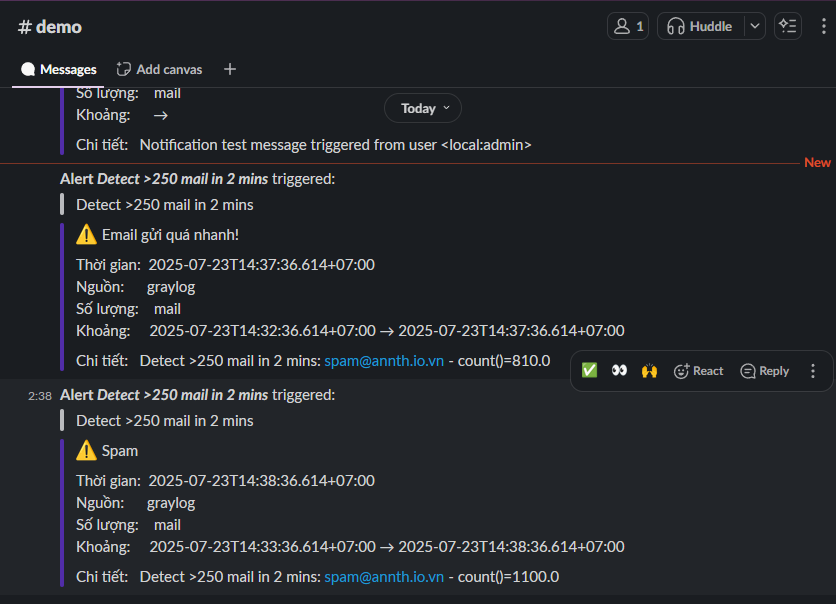 # demo
1
Huddle
Messages
Add canvas
Số lượng: mail
Today
Khoảng: →
Chi tiết: Notification test message triggered from user <local:admin>
New
Alert Detect >250 mail in 2 mins triggered:
Detect >250 mail in 2 mins
⚠️ Email gửi quá nhanh!
Thời gian: 2025-07-23T14:37:36.614+07:00
Nguồn: graylog
Số lượng: mail
Khoảng: 2025-07-23T14:32:36.614+07:00 → 2025-07-23T14:37:36.614+07:00
Chi tiết: Detect >250 mail in 2 mins: spam@annth.io.vn - count()=810.0
React
Reply
2:38 Alert Detect >250 mail in 2 mins triggered:
Detect >250 mail in 2 mins
⚠️ Spam
Thời gian: 2025-07-23T14:38:36.614+07:00
Nguồn: graylog
Số lượng: mail
Khoảng: 2025-07-23T14:33:36.614+07:00 → 2025-07-23T14:38:36.614+07:00
Chi tiết: Detect >250 mail in 2 mins: spam@annth.io.vn - count()=1100.0